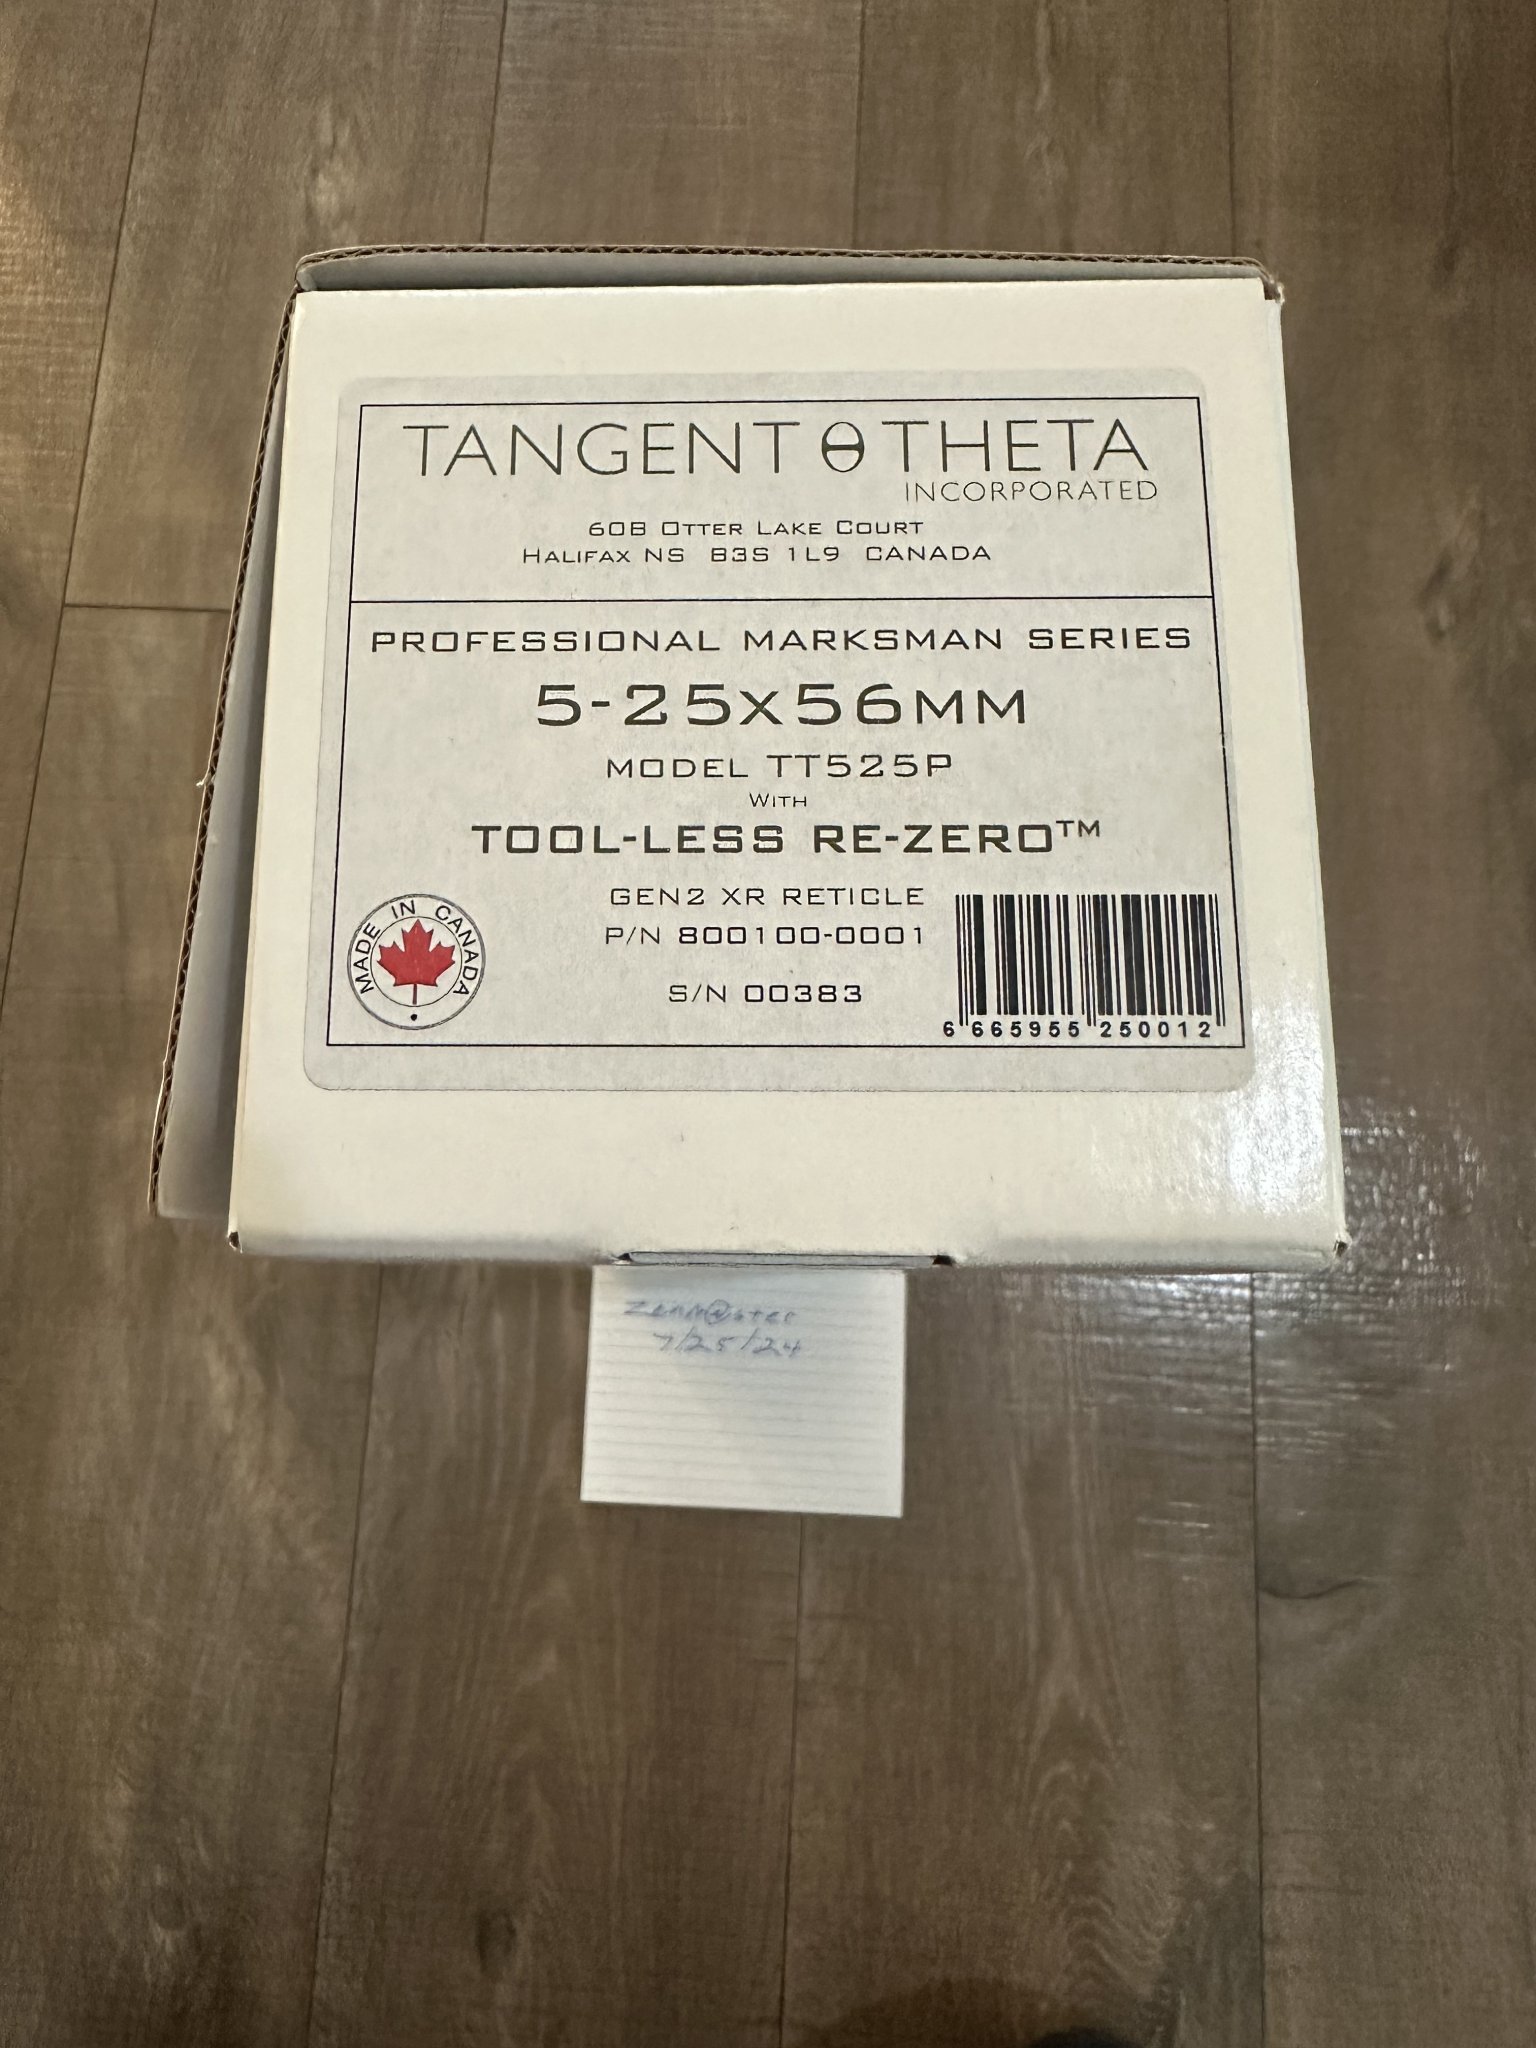 TANGENT θ THETA
INCORPORATED
60B OTTER LAKE COURT
HALIFAX NS B3S 1L9 CANADA
PROFESSIONAL MARKSMAN SERIES
5-25x56MM
MODEL TT525P
WITH
TOOL-LESS RE-ZERO™
GEN2 XR RETICLE
P/N 800100-0001
S/N 00383
MADE IN CANADA
6 665955 250012
zenm@ster
7/25/24